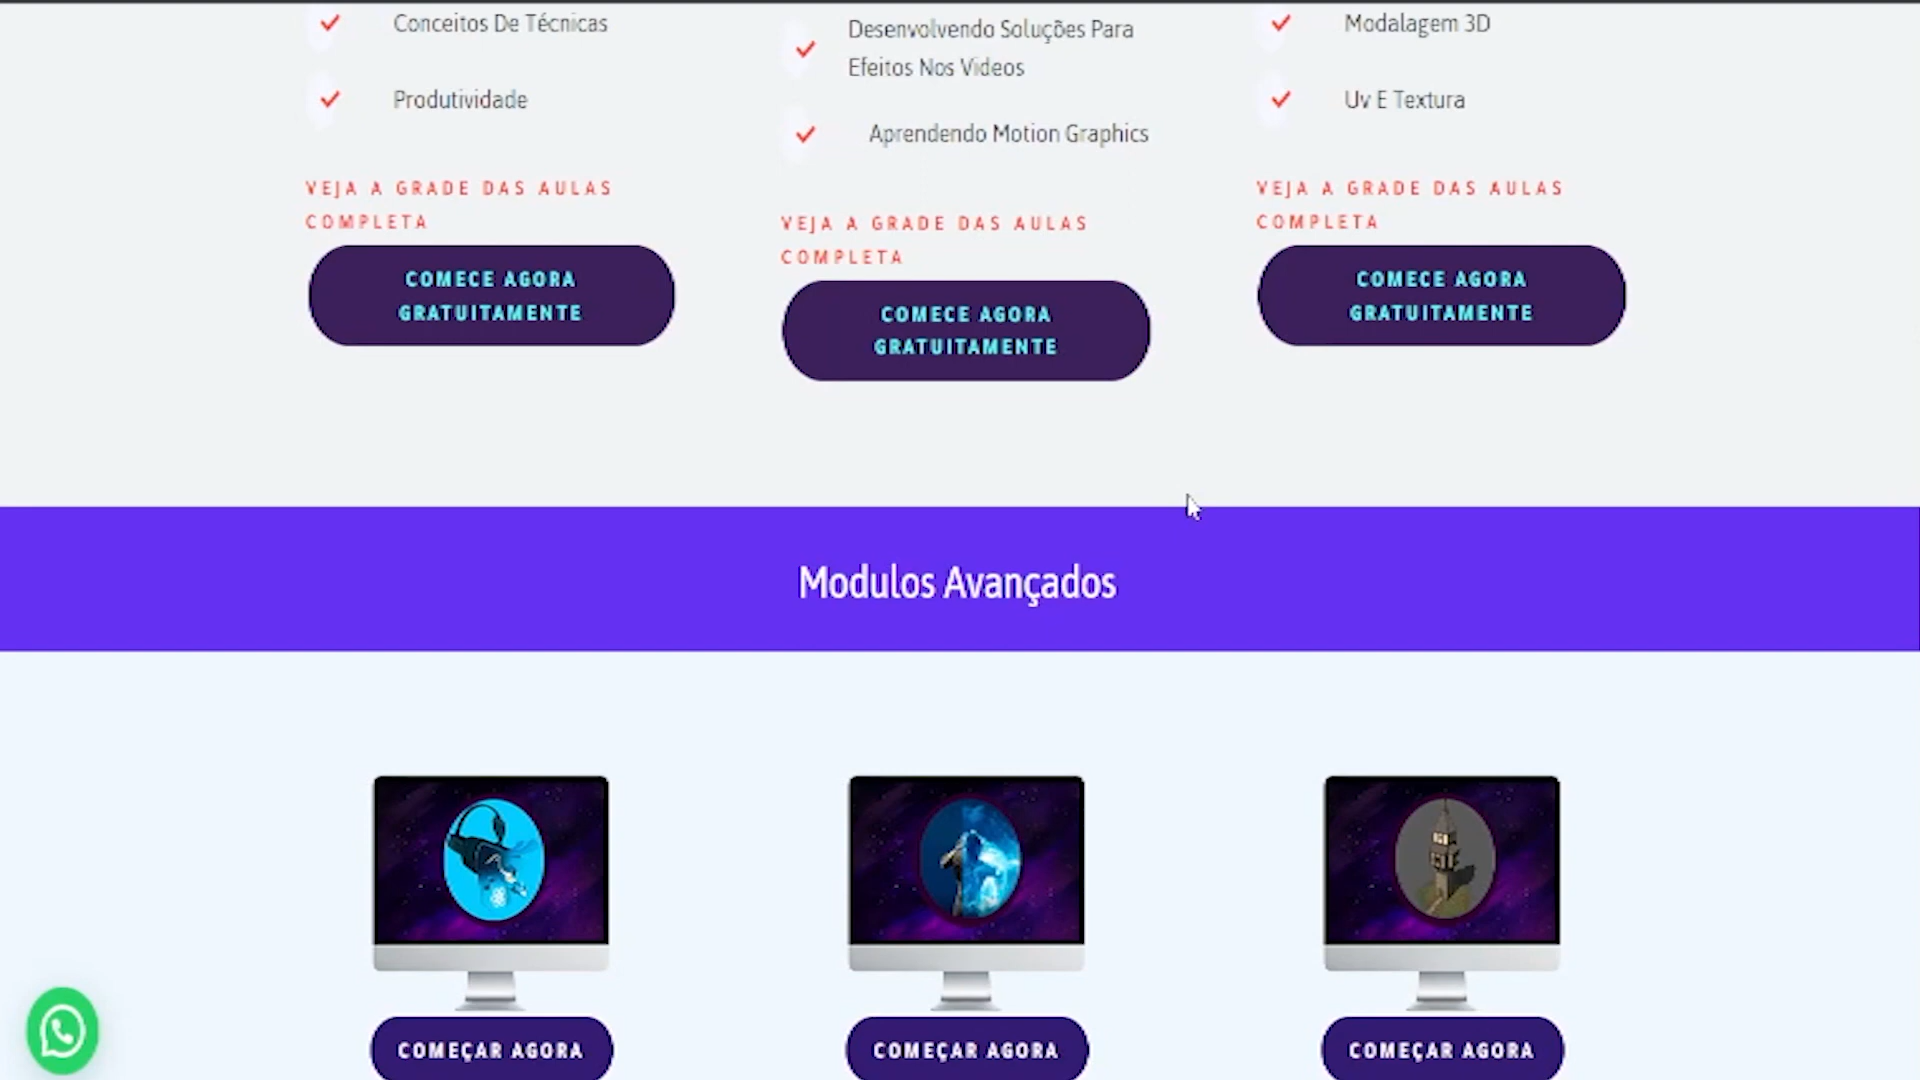 Conceitos De Técnicas
Produtividade
VEJA A GRADE DAS AULAS
COMPLETA
COMECE AGORA
GRATUITAMENTE
Desenvolvendo Soluções Para
Efeitos Nos Videos
Aprendendo Motion Graphics
VEJA A GRADE DAS AULAS
COMPLETA
COMECE AGORA
GRATUITAMENTE
Modalagem 3D
Uv E Textura
VEJA A GRADE DAS AULAS
COMPLETA
COMECE AGORA
GRATUITAMENTE
Modulos Avançados
COMEÇAR AGORA
COMEÇAR AGORA
COMEÇAR AGORA